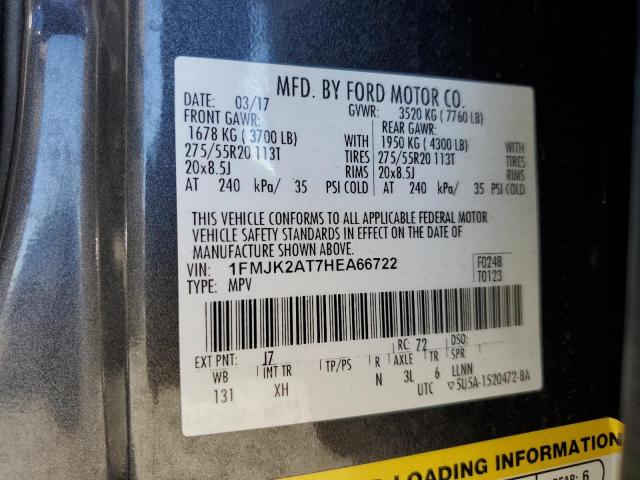 MFD. BY FORD MOTOR CO.
DATE: 03/17 GVWR: 3520 KG ( 7760 LB)
FRONT GAWR: REAR GAWR:
1678 KG ( 3700 LB) WITH 1950 KG ( 4300 LB) WITH
275/55R20 113T TIRES 275/55R20 113T TIRES
20x8.5J RIMS 20x8.5J RIMS
AT 240 kPa/ 35 PSI COLD AT 240 kPa/ 35 PSI COLD
THIS VEHICLE CONFORMS TO ALL APPLICABLE FEDERAL MOTOR
VEHICLE SAFETY STANDARDS IN EFFECT ON THE DATE OF
MANUFACTURE SHOWN ABOVE.
VIN: 1FMJK2AT7HEA66722 F0248
TYPE: MPV T0123
EXT PNT: J7 RC: 72 DSO:
WB INT TR TP/PS R AXLE TR SPR
131 XH N 3L 6 LLNN
UTC ▽5U5A-1520472-BA
LOADING INFORMATION
REAR: 6